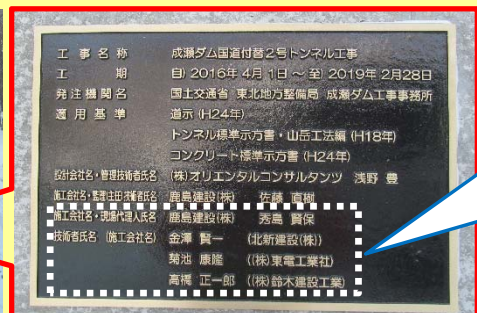 工事名称 成瀬ダム国道付替2号トンネル工事
工期 自) 2016年 4月 1日 ～ 至) 2019年 2月28日
発注機関名 国土交通省 東北地方整備局 成瀬ダム工事事務所
適用基準 道示 (H24年)
トンネル標準示方書・山岳工法編 (H18年)
コンクリート標準示方書 (H24年)
設計会社名・管理技術者氏名 (株)オリエンタルコンサルタンツ 浅野 豊
施工会社名・監理(主任)技術者氏名 鹿島建設(株) 佐藤 直樹
施工会社名・現場代理人氏名 鹿島建設(株) 秀島 賢保
技術者氏名 (施工会社名) 金澤 賢一 (北新建設(株))
菊池 康隆 ((株)東電工業社)
高橋 正一郎 ((株)鈴木建設工業)